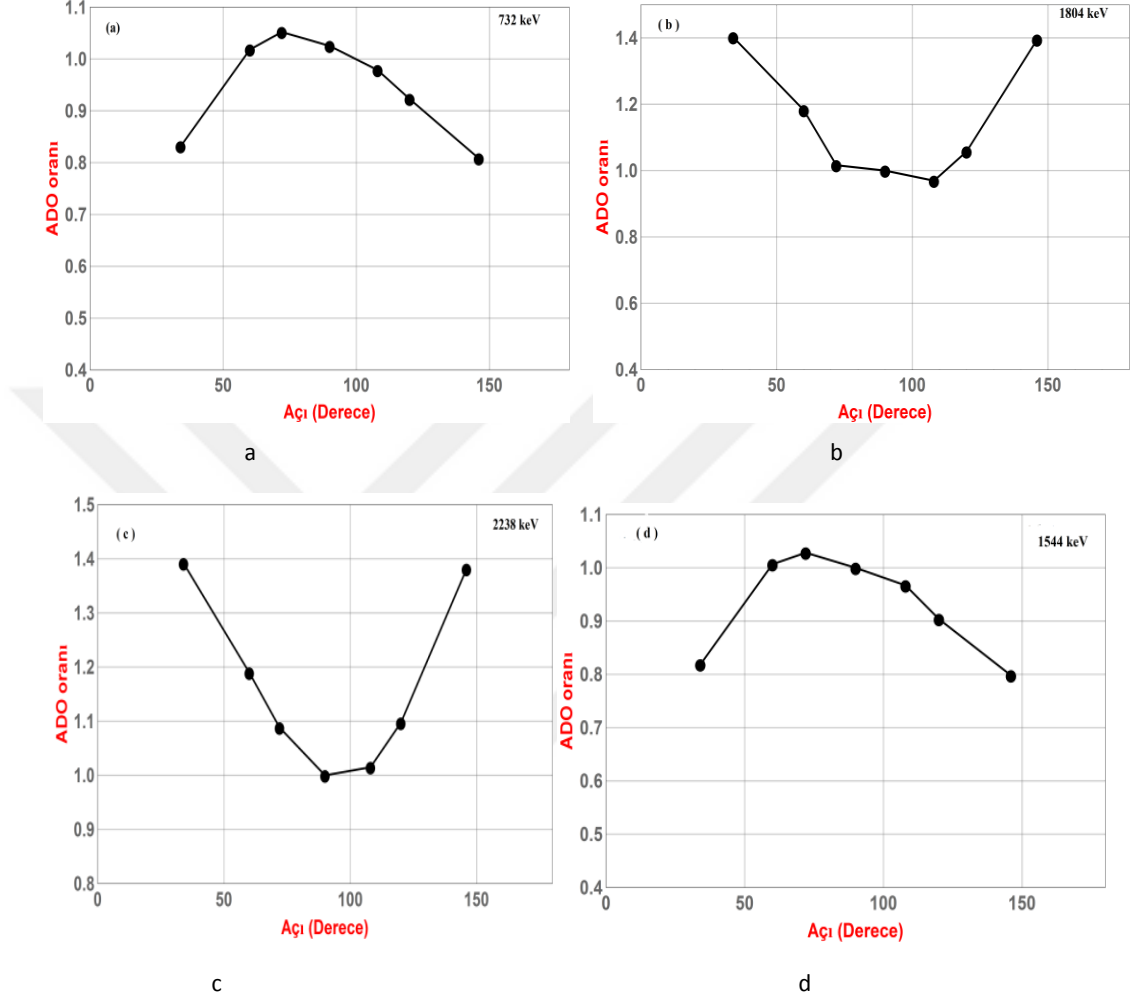 (a)
732 keV
1.1
1.0
0.9
0.8
0.7
0.6
0.5
0.4
ADO oranı
0
50
100
150
Açı (Derece)
a
( b )
1804 keV
1.4
1.2
1.0
0.8
0.6
0.4
ADO oranı
0
50
100
150
Açı (Derece)
b
( c )
2238 keV
1.5
1.4
1.3
1.2
1.1
1.0
0.9
0.8
ADO oranı
0
50
100
150
Açı (Derece)
c
( d )
1544 keV
1.1
1.0
0.9
0.8
0.7
0.6
0.5
0.4
ADO oranı
0
50
100
150
Açı (Derece)
d